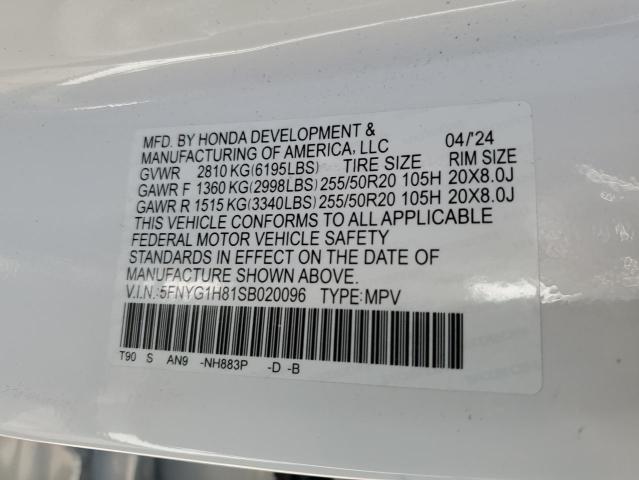 MFD. BY HONDA DEVELOPMENT &
MANUFACTURING OF AMERICA, LLC 04/'24
GVWR 2810 KG(6195LBS) TIRE SIZE RIM SIZE
GAWR F 1360 KG(2998LBS) 255/50R20 105H 20X8.0J
GAWR R 1515 KG(3340LBS) 255/50R20 105H 20X8.0J
THIS VEHICLE CONFORMS TO ALL APPLICABLE
FEDERAL MOTOR VEHICLE SAFETY
STANDARDS IN EFFECT ON THE DATE OF
MANUFACTURE SHOWN ABOVE.
V.I.N.:5FNYG1H81SB020096 TYPE:MPV
T90 S AN9 -NH883P -D -B